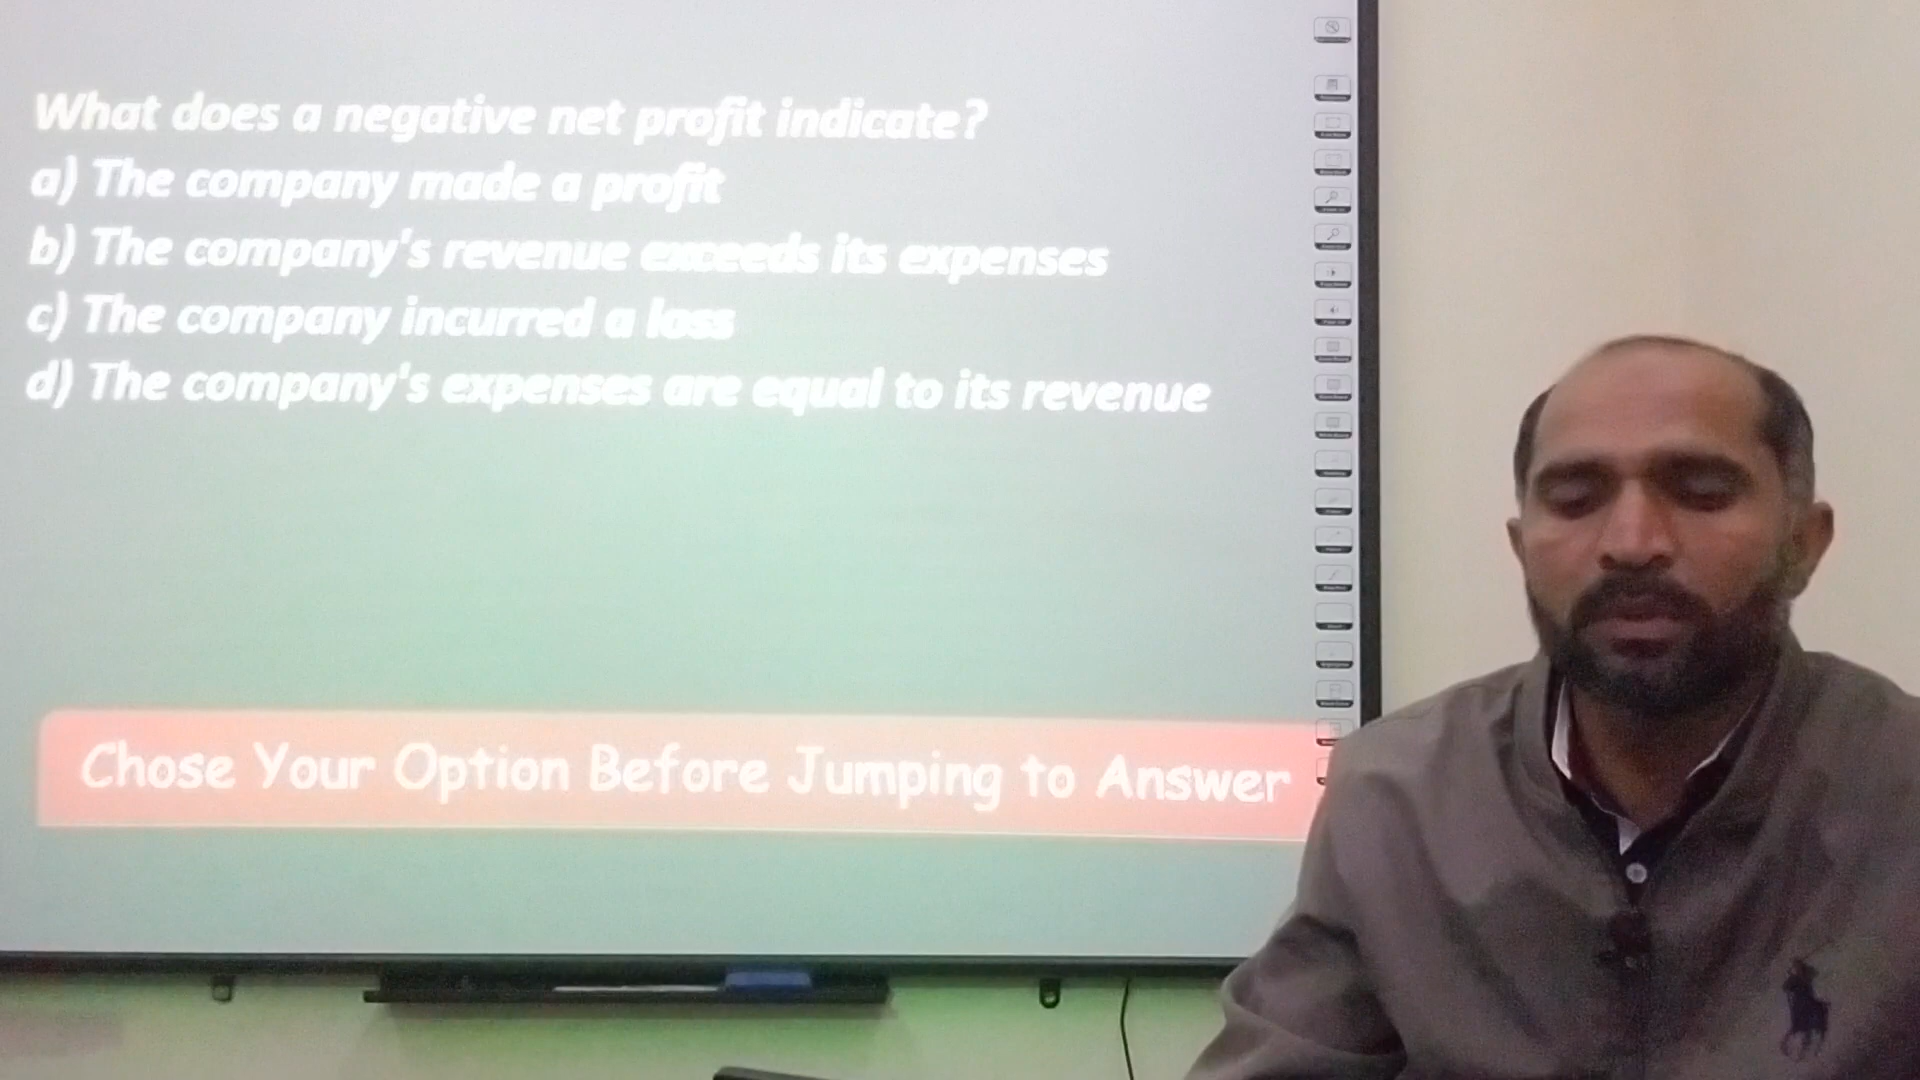 What does a negative net profit indicate?
a) The company made a profit
b) The company's revenue exceeds its expenses
c) The company incurred a loss
d) The company's expenses are equal to its revenue
Chose Your Option Before Jumping to Answer